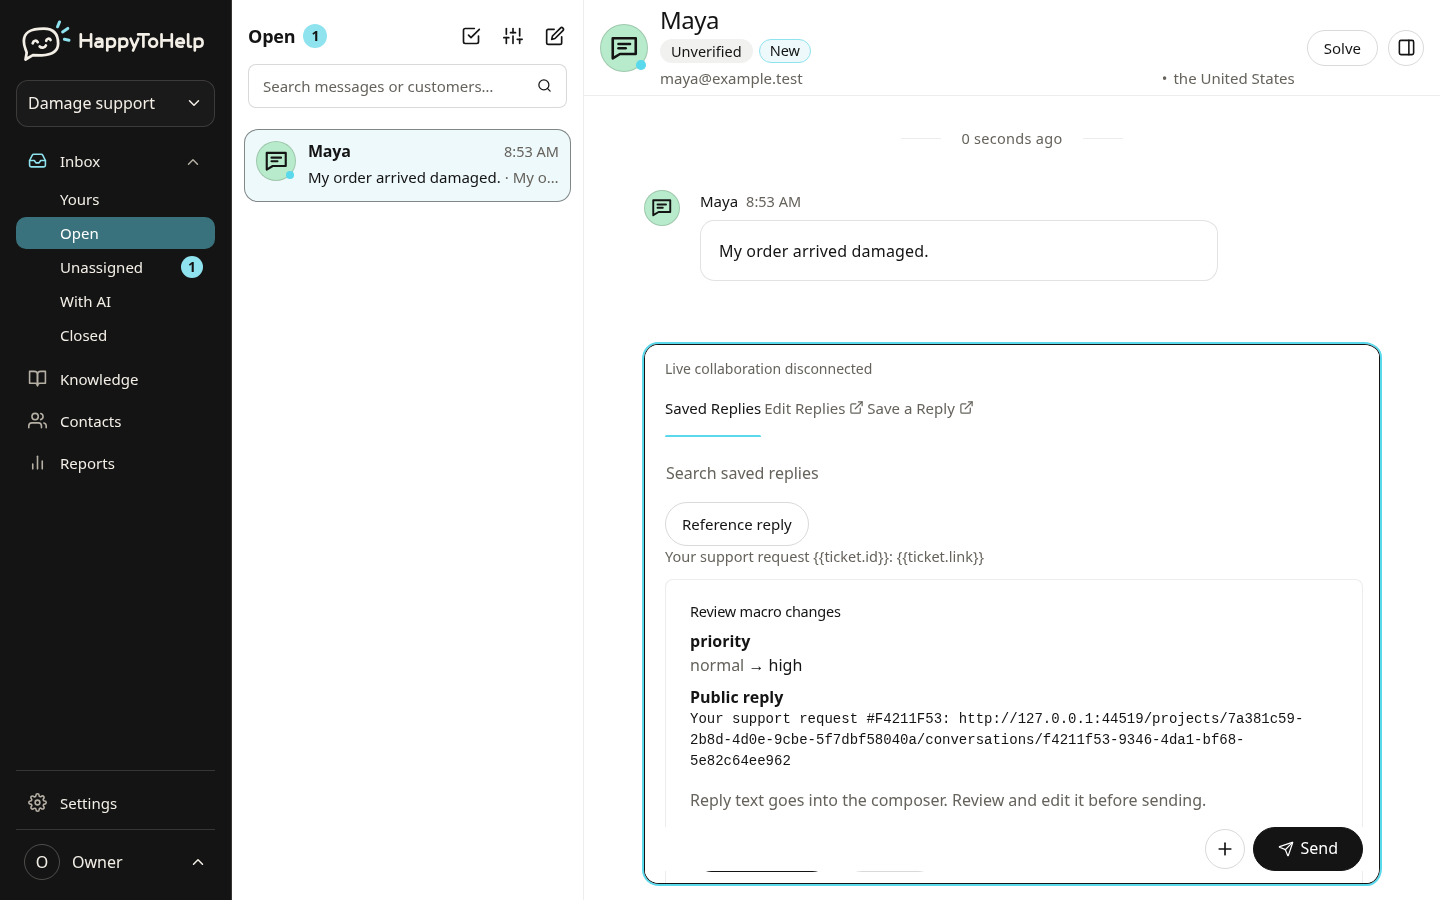 HappyToHelp
Damage support
Inbox
Yours
Open
Unassigned 1
With AI
Closed
Knowledge
Contacts
Reports
Settings
O Owner
Open 1
Search messages or customers...
Maya 8:53 AM
My order arrived damaged. · My o...
Maya
Unverified New
maya@example.test • the United States
Solve
0 seconds ago
Maya 8:53 AM
My order arrived damaged.
Live collaboration disconnected
Saved Replies Edit Replies Save a Reply
Search saved replies
Reference reply
Your support request {{ticket.id}}: {{ticket.link}}
Review macro changes
priority
normal → high
Public reply
Your support request #F4211F53: http://127.0.0.1:44519/projects/7a381c59-
2b8d-4d0e-9cbe-5f7dbf58040a/conversations/f4211f53-9346-4da1-bf68-
5e82c64ee962
Reply text goes into the composer. Review and edit it before sending.
Send